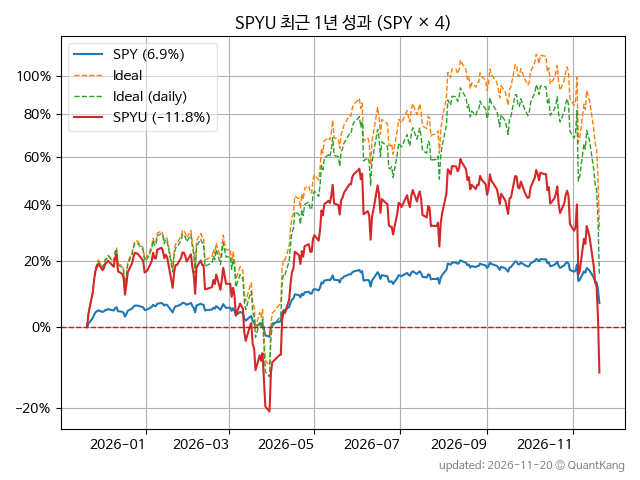 SPYU 최근 1년 성과 (SPY × 4)
SPY (6.9%)
Ideal
Ideal (daily)
SPYU (−11.8%)
100%
80%
60%
40%
20%
0%
−20%
2026-01
2026-03
2026-05
2026-07
2026-09
2026-11
updated: 2026-11-20 © QuantKang